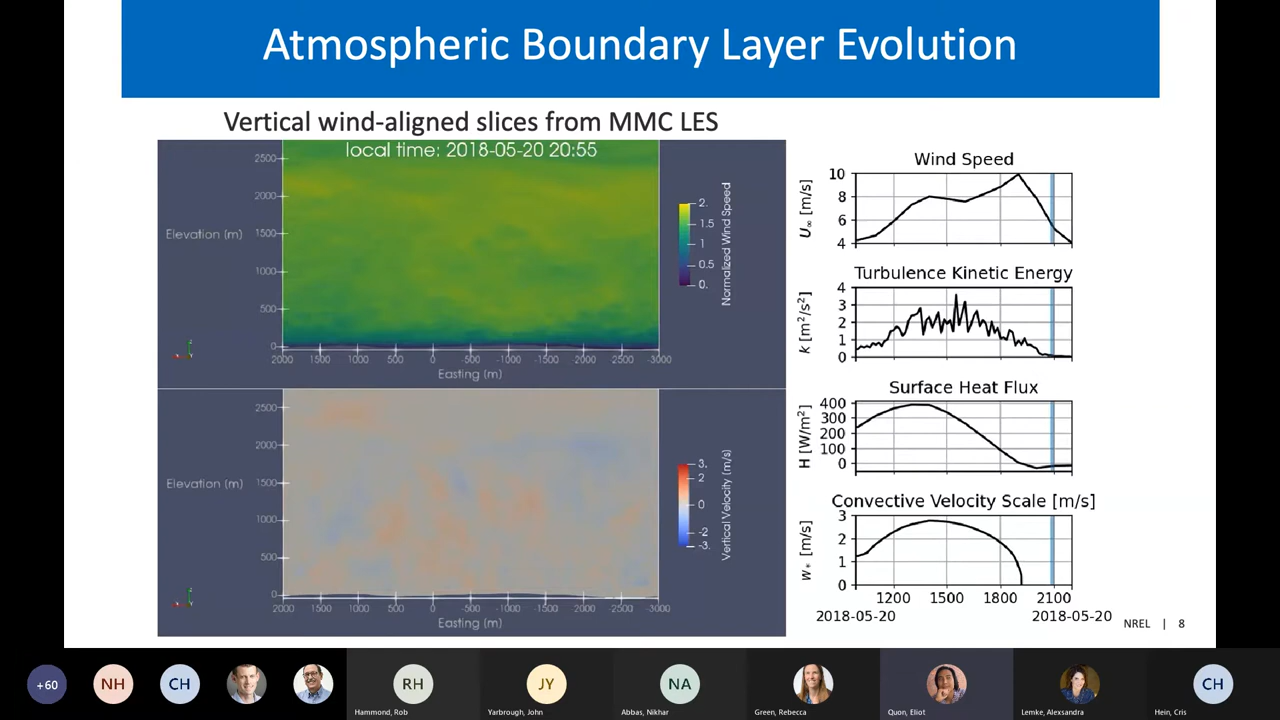 Atmospheric Boundary Layer Evolution
Vertical wind-aligned slices from MMC LES
local time: 2018-05-20 20:55
2500
2000
1500
1000
500
0
Elevation (m)
2000 1500 1000 500 0 -500 -1000 -1500 2000 -2500 -3000
Easting (m)
2.
1.5
1
0.5
0.
Normalized Wind Speed
2500
2000
1500
1000
500
0
Elevation (m)
2000 1500 1000 500 0 -500 -1000 -1500 2000 -2500 -3000
Easting (m)
3.
2
0
-2
-3.
Vertical Velocity (m/s)
Wind Speed
10
8
6
4
U∞ [m/s]
Turbulence Kinetic Energy
4
3
2
1
0
k [m²/s²]
Surface Heat Flux
400
300
200
100
0
H [W/m²]
Convective Velocity Scale [m/s]
3
2
1
0
w* [m/s]
1200 1500 1800 2100
2018-05-20 2018-05-20
NREL | 8
+60 NH CH RH JY NA CH
Hammond, Rob Yarbrough, John Abbas, Nikhar Green, Rebecca Quon, Eliot Lemke, Alexsandra Hein, Cris